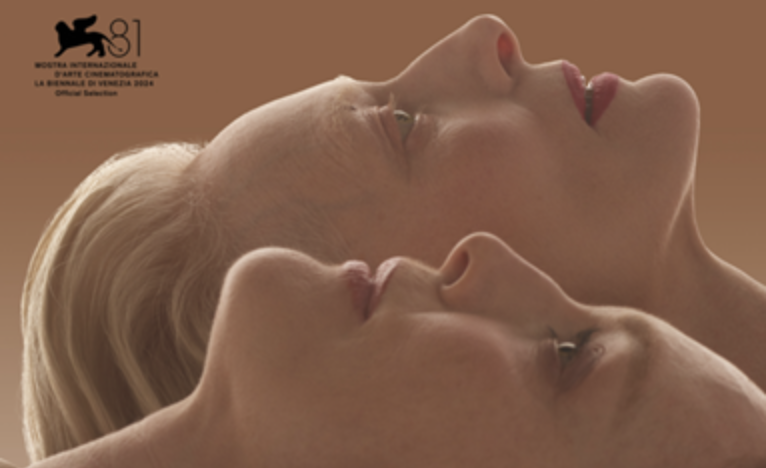 81
MOSTRA INTERNAZIONALE
D'ARTE CINEMATOGRAFICA
LA BIENNALE DI VENEZIA 2024
Official Selection